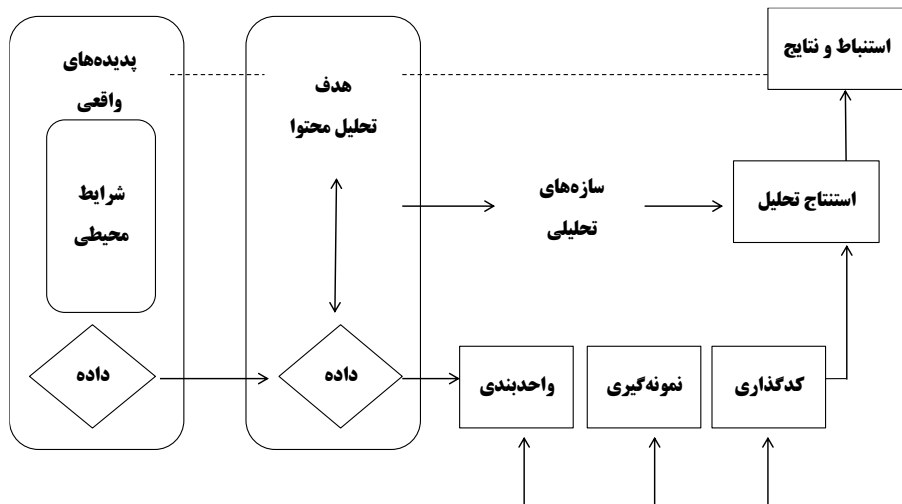 استنباط و نتایج
پدیده‌های
واقعی
هدف
تحلیل محتوا
شرایط
محیطی
سازه‌های
تحلیلی
استنتاج تحلیل
داده
داده
واحدبندی
نمونه‌گیری
کدگذاری